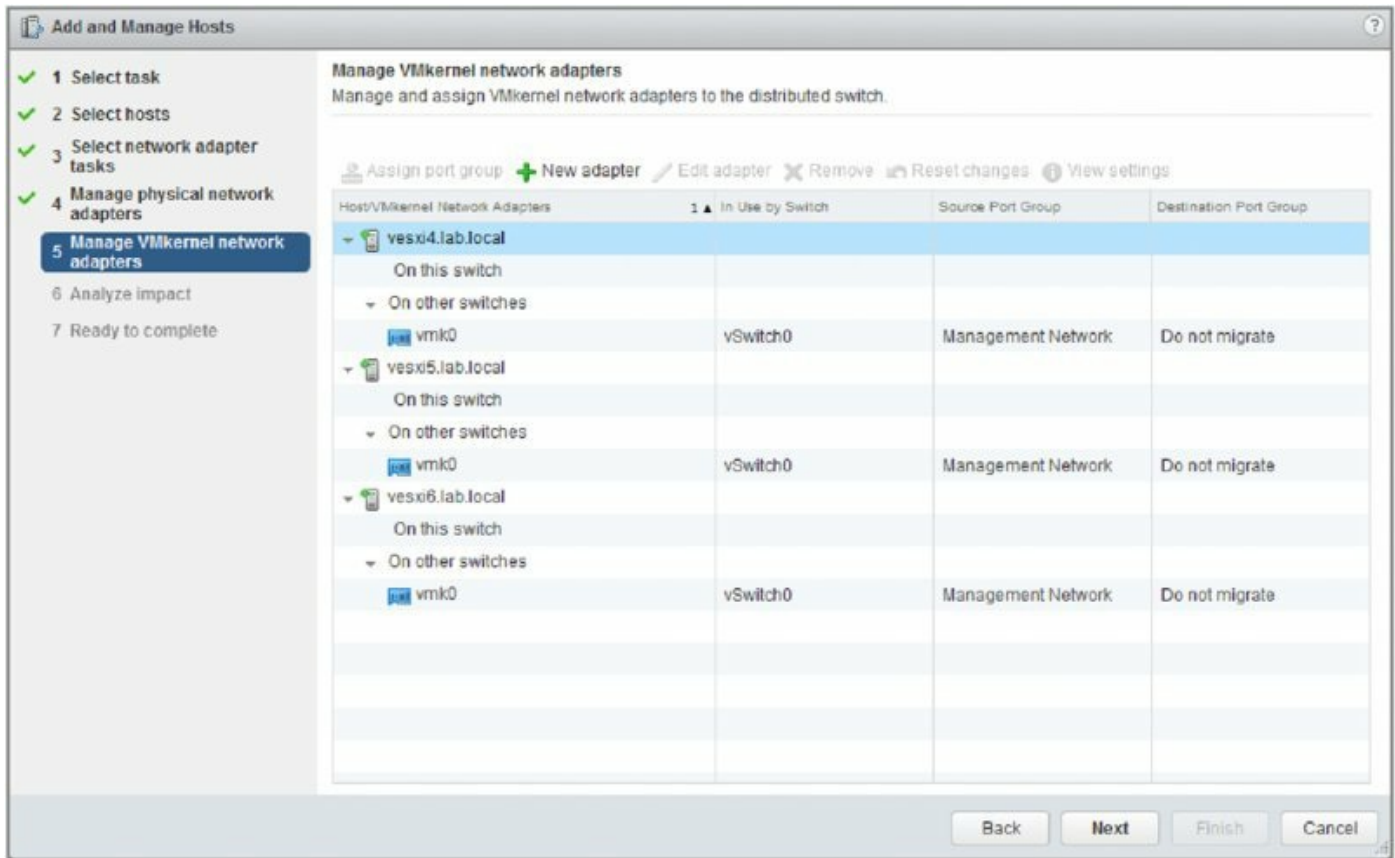 Add and Manage Hosts
?
1 Select task
2 Select hosts
3 Select network adapter
tasks
4 Manage physical network
adapters
5 Manage VMkernel network
adapters
6 Analyze impact
7 Ready to complete
Manage VMkernel network adapters
Manage and assign VMkernel network adapters to the distributed switch.
Assign port group New adapter Edit adapter Remove Reset changes View settings
Host/VMkernel Network Adapters 1 ▲ In Use by Switch Source Port Group Destination Port Group
vesxi4.lab.local
On this switch
On other switches
vmk0 vSwitch0 Management Network Do not migrate
vesxi5.lab.local
On this switch
On other switches
vmk0 vSwitch0 Management Network Do not migrate
vesxi6.lab.local
On this switch
On other switches
vmk0 vSwitch0 Management Network Do not migrate
Back Next Finish Cancel